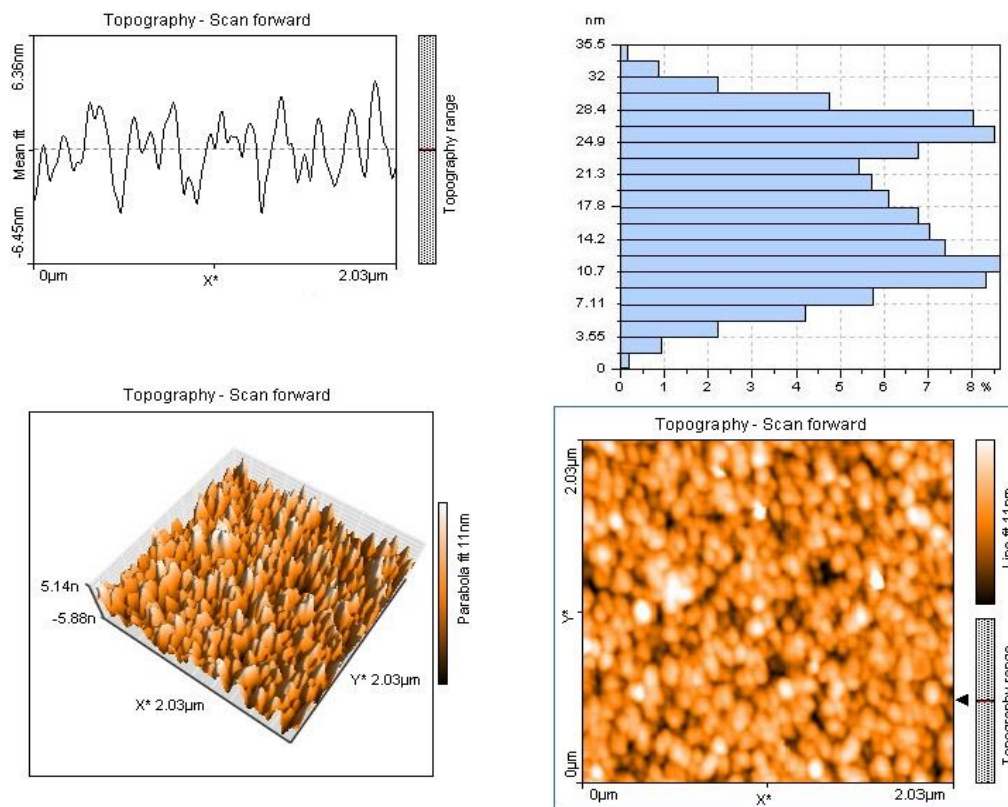 Topography - Scan forward
6.36nm
Mean fit
-6.45nm
0µm
X*
2.03µm
Topography range
nm
35.5
32
28.4
24.9
21.3
17.8
14.2
10.7
7.11
3.55
0
0 1 2 3 4 5 6 7 8 %
Topography - Scan forward
5.14n
-5.88n
X* 2.03µm
Y* 2.03µm
Parabola fit 11nm
Topography - Scan forward
2.03µm
Y*
0µm
0µm
X*
2.03µm
Line fit 11nm
Topography range